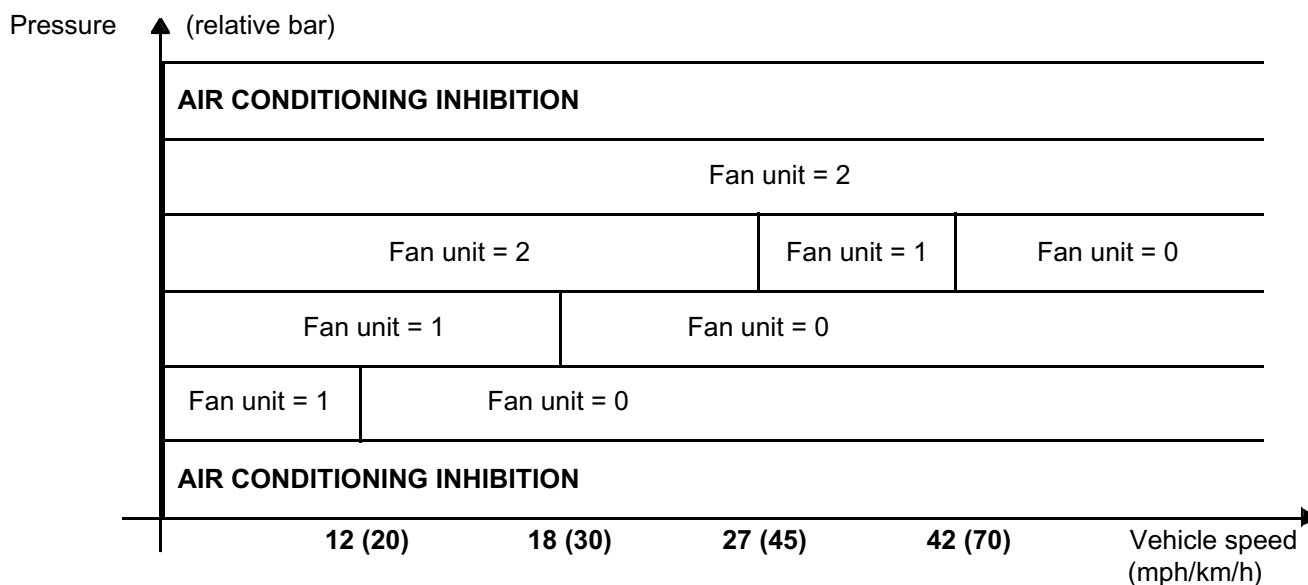 Pressure (relative bar)
AIR CONDITIONING INHIBITION
Fan unit = 2
Fan unit = 2 Fan unit = 1 Fan unit = 0
Fan unit = 1 Fan unit = 0
Fan unit = 1 Fan unit = 0
AIR CONDITIONING INHIBITION
12 (20) 18 (30) 27 (45) 42 (70) Vehicle speed
(mph/km/h)